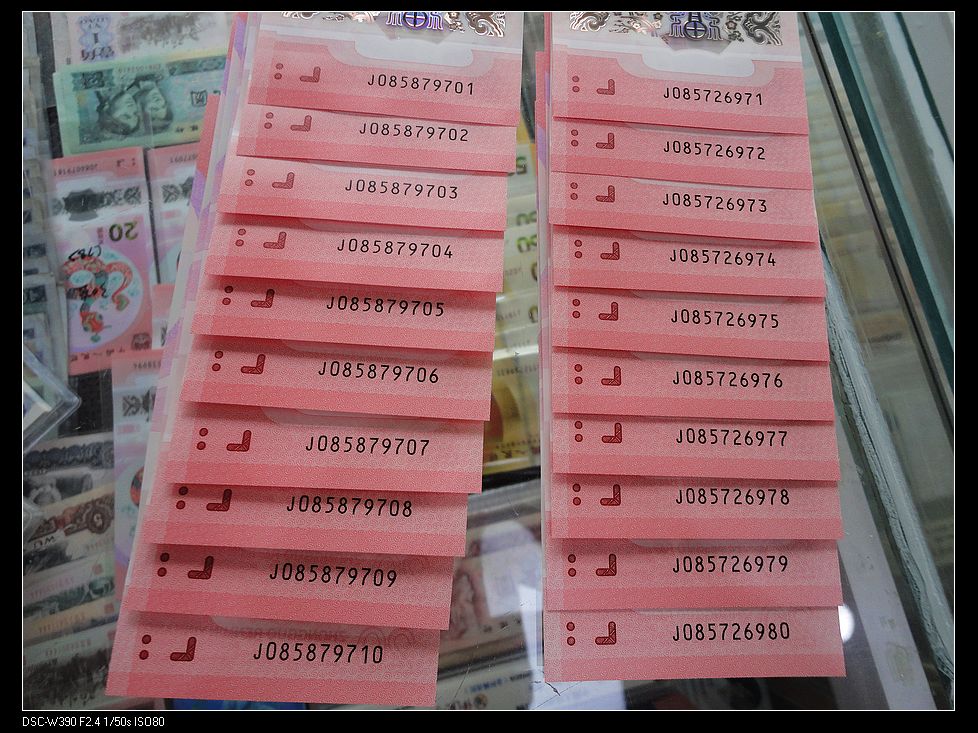 J085879701
J085879702
J085879703
J085879704
J085879705
J085879706
J085879707
J085879708
J085879709
J085879710
J085726971
J085726972
J085726973
J085726974
J085726975
J085726976
J085726977
J085726978
J085726979
J085726980
20
DSC-W390 F2.4 1/50s ISO80